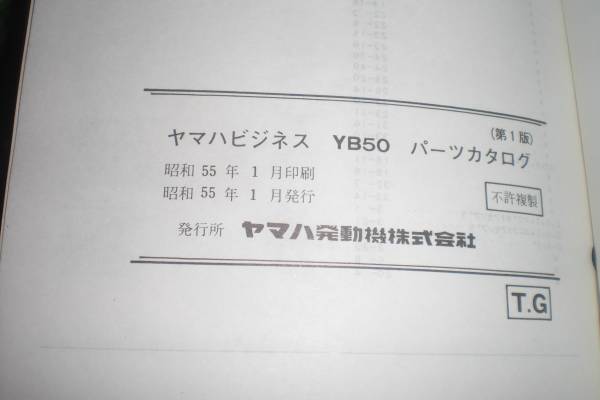 (第1版)
ヤマハビジネス YB50 パーツカタログ
昭和 55 年 1 月印刷
昭和 55 年 1 月発行
不許複製
発行所 ヤマハ発動機株式会社
T.G